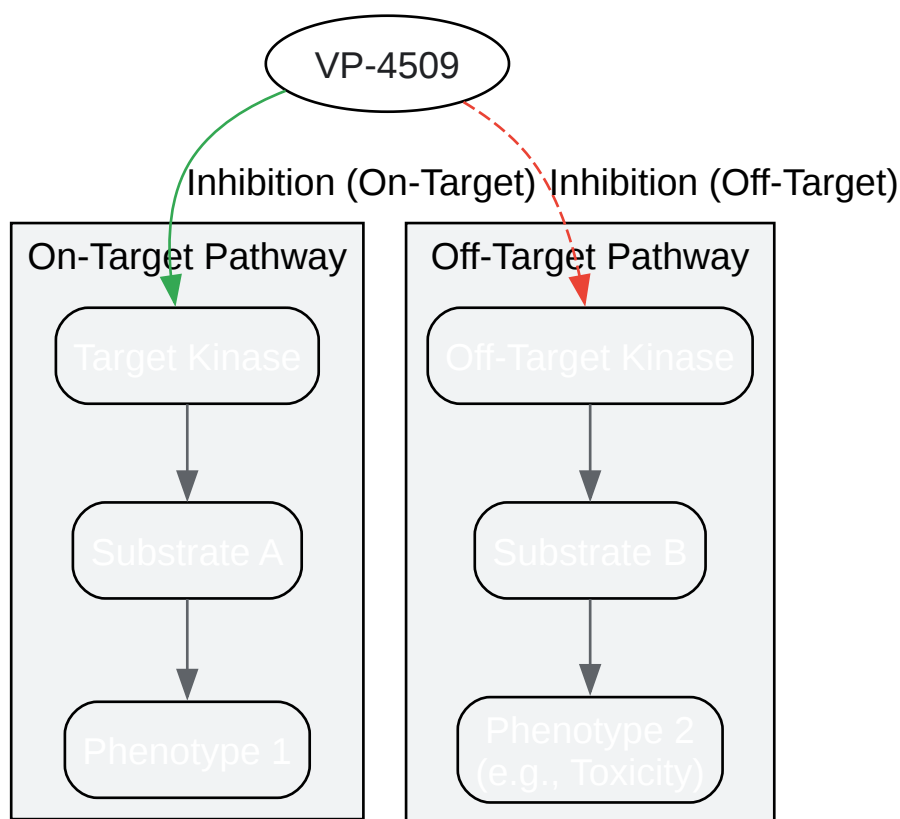 VP-4509
Inhibition (On-Target)
Inhibition (Off-Target)
On-Target Pathway
Off-Target Pathway
Target Kinase
Off-Target Kinase
Substrate A
Substrate B
Phenotype 1
Phenotype 2
(e.g., Toxicity)